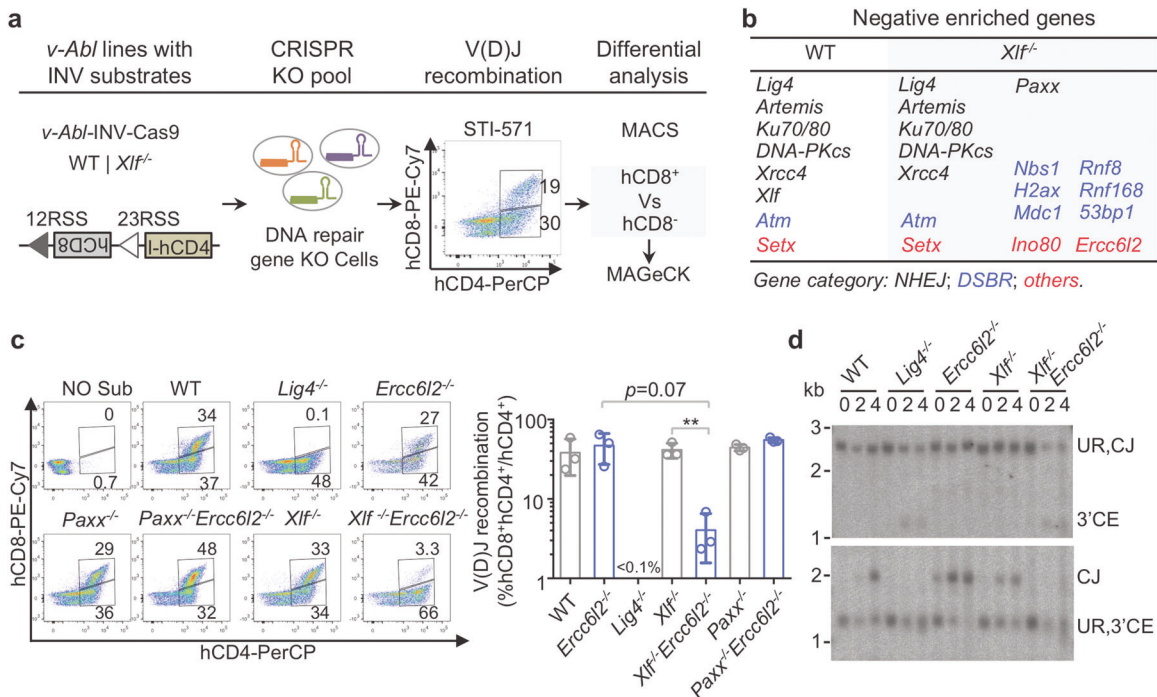 a
v-Abl lines with
INV substrates
CRISPR
KO pool
V(D)J
recombination
Differential
analysis
v-Abl-INV-Cas9
WT | Xlf-/-
12RSS
23RSS
hCD8
I-hCD4
DNA repair
gene KO Cells
STI-571
hCD8-PE-Cy7
10⁵
10⁴
10³
0
19
30
0 10³ 10⁴ 10⁵
hCD4-PerCP
MACS
hCD8+
Vs
hCD8-
MAGeCK
b
Negative enriched genes
WT
Xlf-/-
Lig4 Lig4 Paxx
Artemis Artemis
Ku70/80 Ku70/80
DNA-PKcs DNA-PKcs
Xrcc4 Xrcc4 Nbs1 Rnf8
Xlf H2ax Rnf168
Atm Atm Mdc1 53bp1
Setx Setx Ino80 Ercc6l2
Gene category: NHEJ; DSBR; others.
c
hCD8-PE-Cy7
NO Sub WT Lig4-/- Ercc6l2-/-
0 34 0.1 27
0.7 37 48 42
Paxx-/- Paxx-/-Ercc6l2-/- Xlf-/- Xlf-/-Ercc6l2-/-
29 48 33 3.3
36 32 34 66
hCD4-PerCP
V(D)J recombination
(%hCD8+hCD4+/hCD4+)
100
10
1
p=0.07
**
<0.1%
WT
Ercc6l2-/-
Lig4-/-
Xlf-/-
Xlf-/-Ercc6l2-/-
Paxx-/-
Paxx-/-Ercc6l2-/-
d
WT Lig4-/- Ercc6l2-/- Xlf-/- Xlf-/-Ercc6l2-/-
kb
0 2 4 0 2 4 0 2 4 0 2 4 0 2 4
3
2
1
UR,CJ
3'CE
2
1
CJ
UR,3'CE